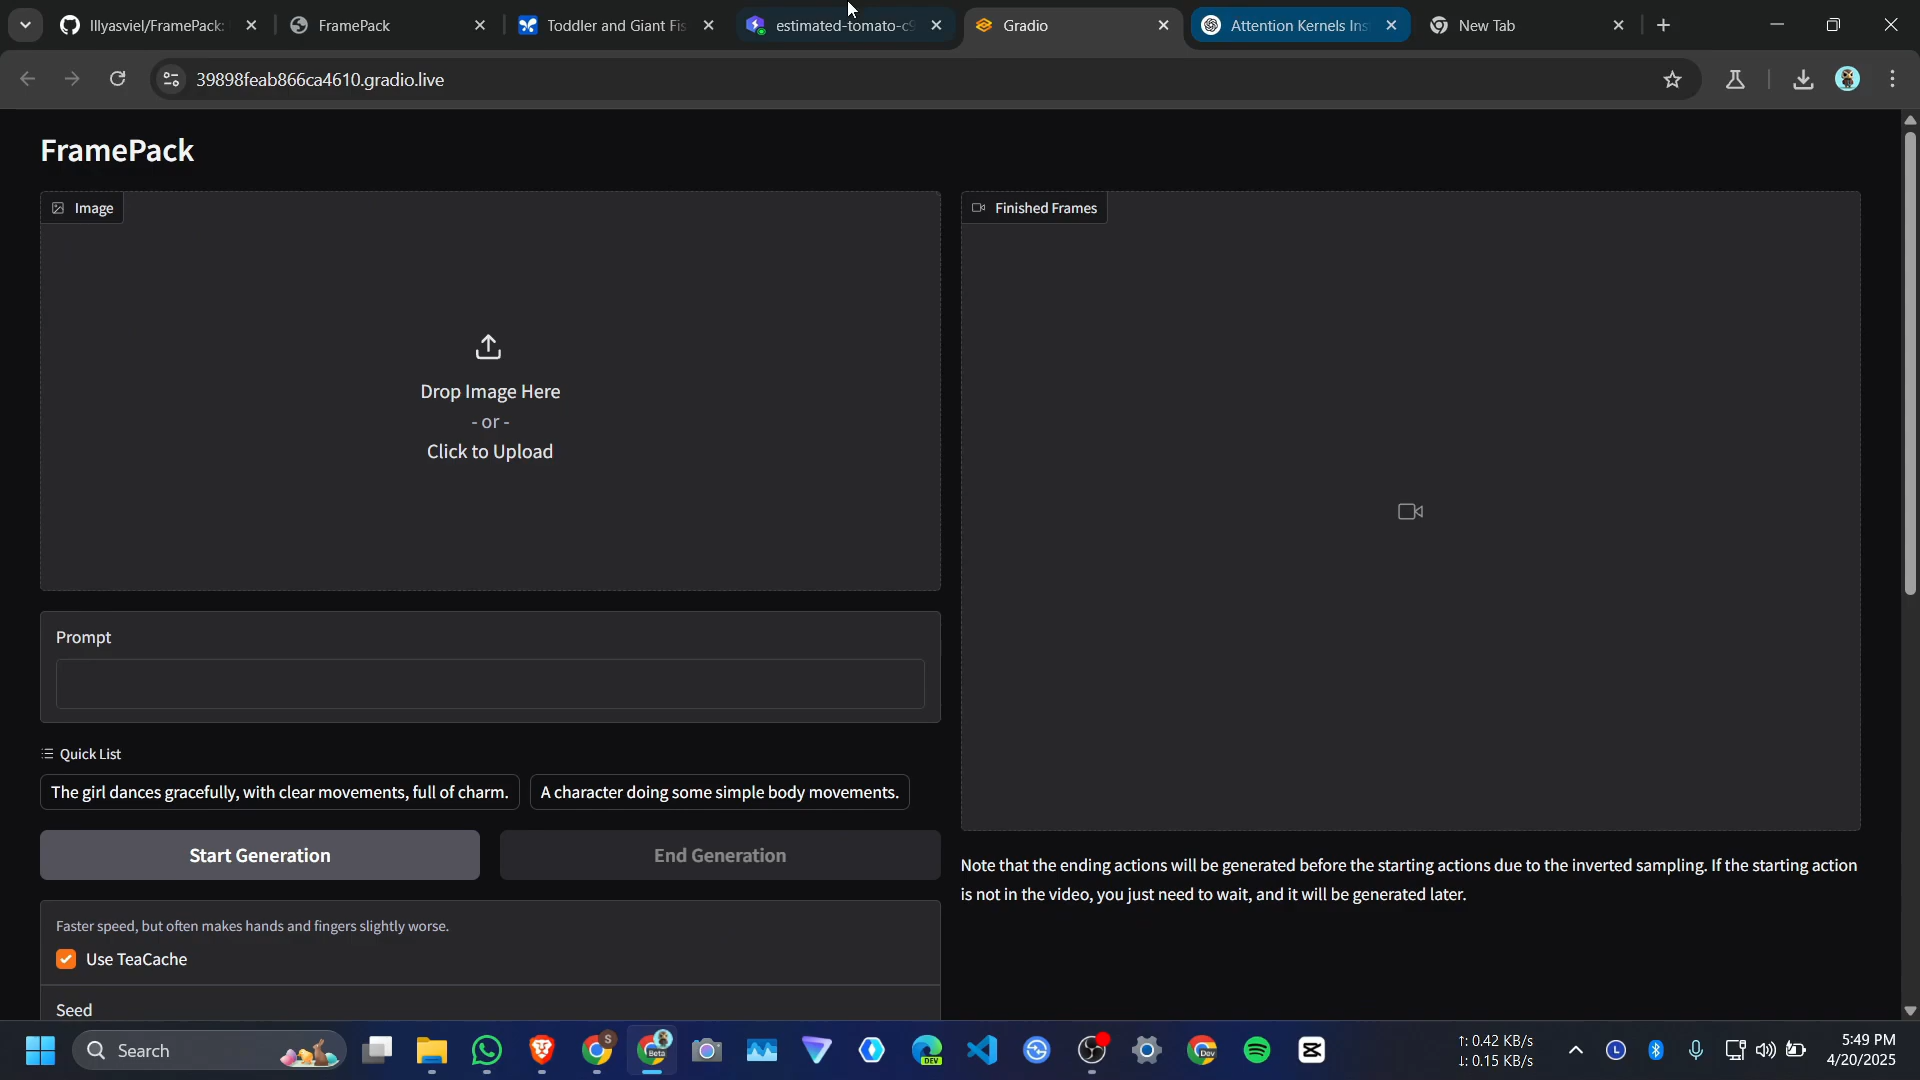 lllyasviel/FramePack:
FramePack
Toddler and Giant Fis
estimated-tomato-c9
Gradio
Attention Kernels Ins
New Tab
39898feab866ca4610.gradio.live
FramePack
Image
Drop Image Here
- or -
Click to Upload
Finished Frames
Prompt
Quick List
The girl dances gracefully, with clear movements, full of charm.
A character doing some simple body movements.
Start Generation
End Generation
Note that the ending actions will be generated before the starting actions due to the inverted sampling. If the starting action
is not in the video, you just need to wait, and it will be generated later.
Faster speed, but often makes hands and fingers slightly worse.
Use TeaCache
Seed
Search
S
Beta
DEV
Dev
L
↑: 0.42 KB/s
↓: 0.15 KB/s
5:49 PM
4/20/2025